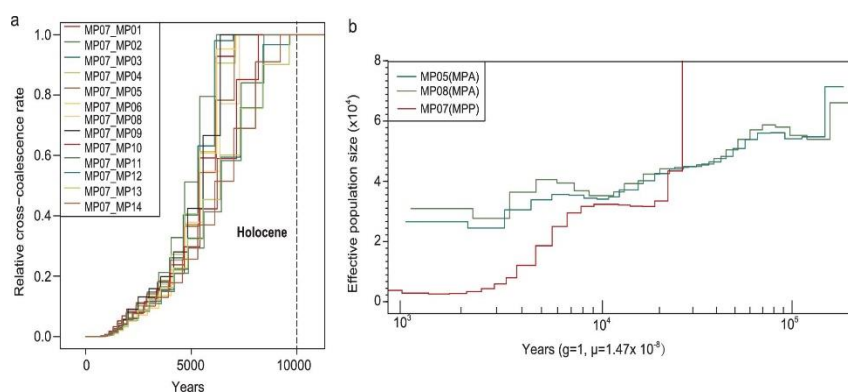 a
MP07_MP01
MP07_MP02
MP07_MP03
MP07_MP04
MP07_MP05
MP07_MP06
MP07_MP08
MP07_MP09
MP07_MP10
MP07_MP11
MP07_MP12
MP07_MP13
MP07_MP14
Relative cross-coalescence rate
1.0
0.8
0.6
0.4
0.2
0.0
Holocene
0
5000
10000
Years
b
MP05(MPA)
MP08(MPA)
MP07(MPP)
Effective population size (x10⁴)
8
6
4
2
0
10³
10⁴
10⁵
Years (g=1, μ=1.47x 10⁻⁸)